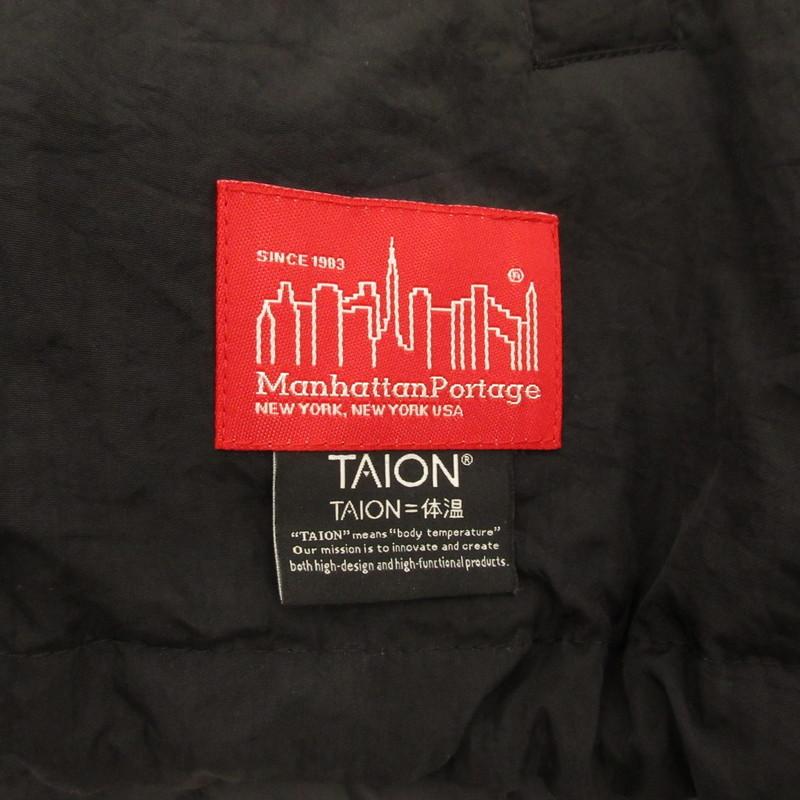 SINCE 1983
®
ManhattanPortage
NEW YORK, NEW YORK USA
TAION®
TAION=体温
“TAION” means “body temperature”
Our mission is to innovate and create
both high-design and high-functional products.